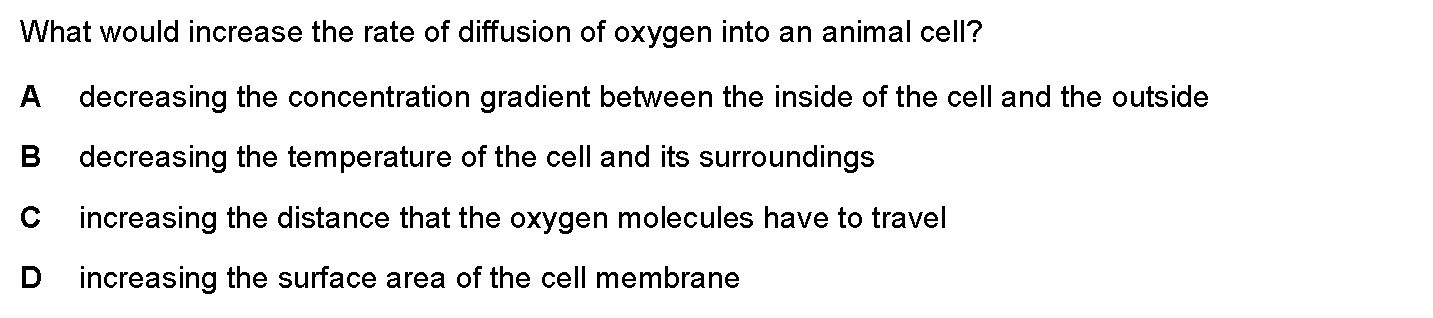 What would increase the rate of diffusion of oxygen into an animal cell?
A decreasing the concentration gradient between the inside of the cell and the outside
B decreasing the temperature of the cell and its surroundings
C increasing the distance that the oxygen molecules have to travel
D increasing the surface area of the cell membrane